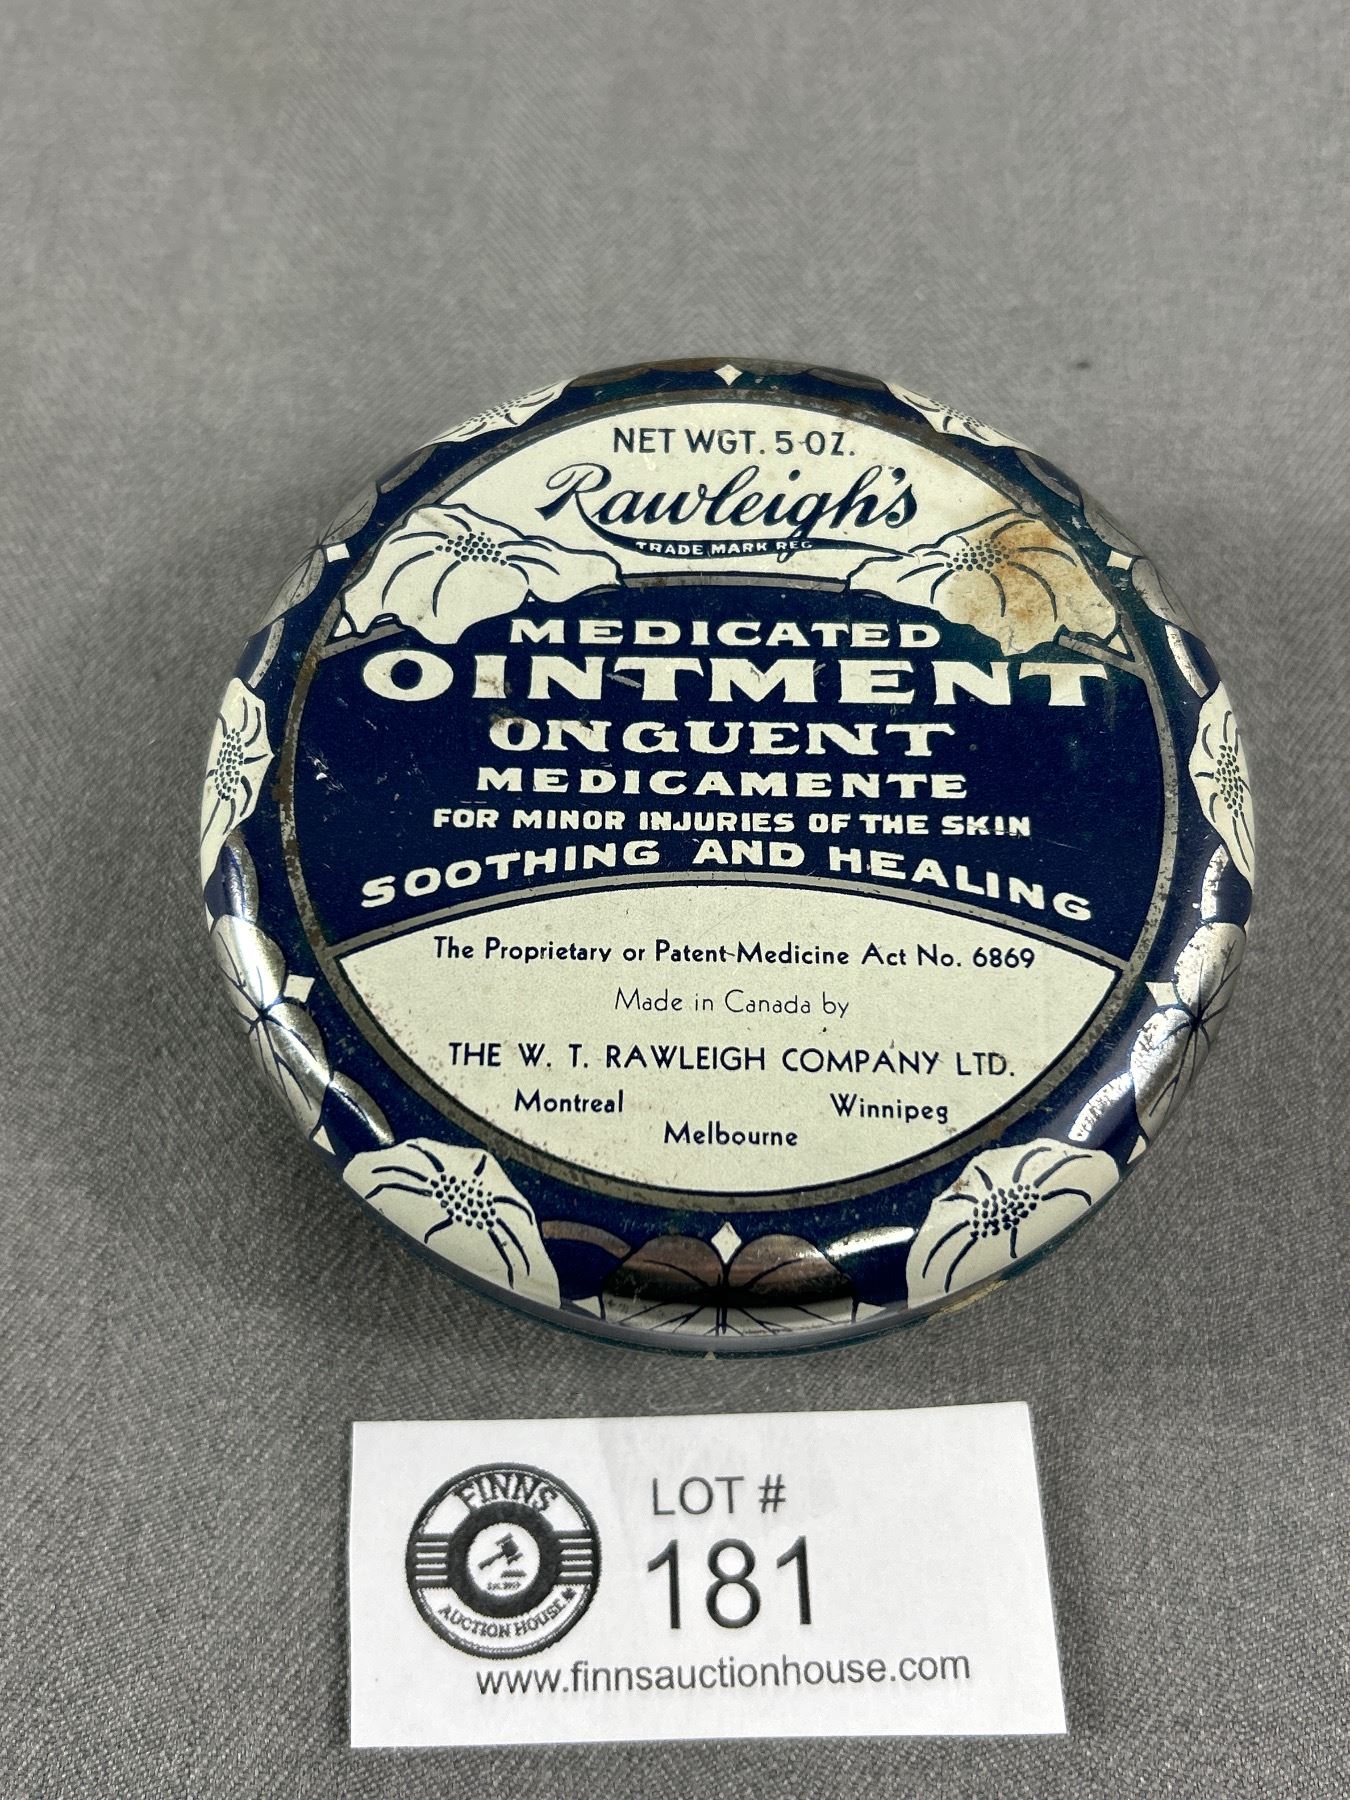 NET WGT. 5 OZ.
Rawleigh's
TRADE MARK REG
MEDICATED
OINTMENT
ONGUENT
MEDICAMENTE
FOR MINOR INJURIES OF THE SKIN
SOOTHING AND HEALING
The Proprietary or Patent Medicine Act No. 6869
Made in Canada by
THE W. T. RAWLEIGH COMPANY LTD.
Montreal Winnipeg
Melbourne
FINNS
AUCTION HOUSE
LOT #
181
www.finnsauctionhouse.com